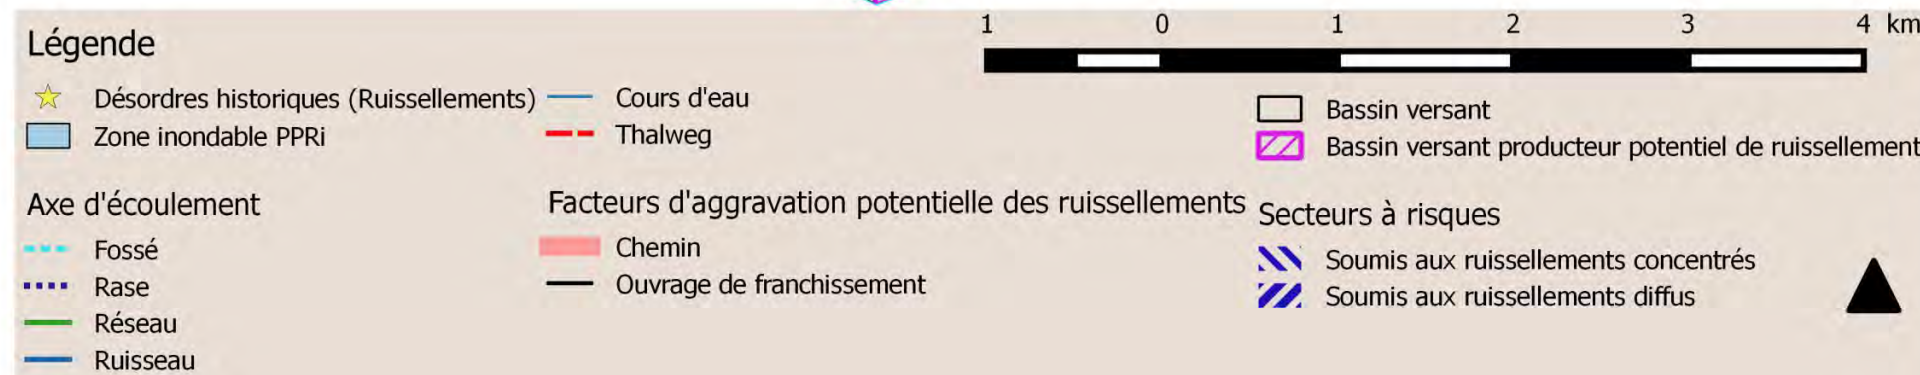 1 0 1 2 3 4 km
Légende
Désordres historiques (Ruissellements)
Zone inondable PPRi
Cours d'eau
Thalweg
Bassin versant
Bassin versant producteur potentiel de ruissellement
Axe d'écoulement
Fossé
Rase
Réseau
Ruisseau
Facteurs d'aggravation potentielle des ruissellements
Chemin
Ouvrage de franchissement
Secteurs à risques
Soumis aux ruissellements concentrés
Soumis aux ruissellements diffus